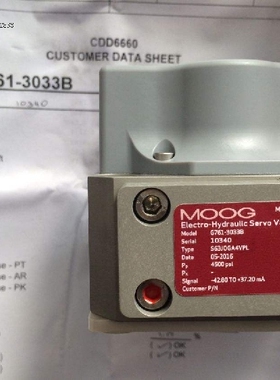 CDD6660
CUSTOMER DATA SHEET
61-3033B
10340
MOOG
Electro-Hydraulic Servo V
Model G761-3033B
Serial 10340
Type S63JOGA4VPL
Date 05-2016
4500 psi
Signal -42.80 TO +37.20 mA
Customer P/N
e - PT
e - AR
e - PK
OK
OK